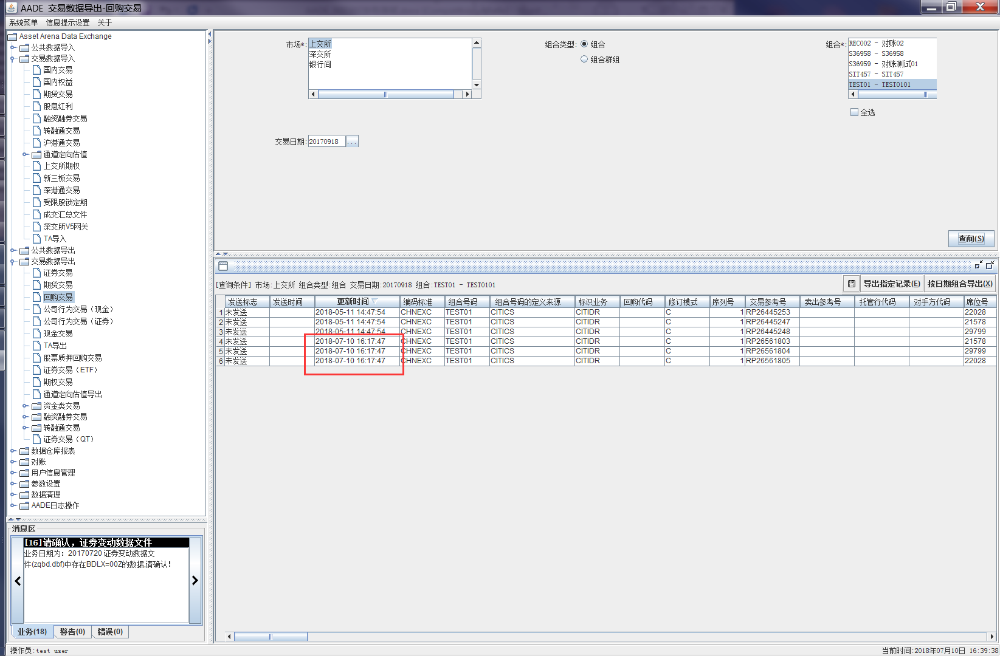 AADE 交易数据导出-回购交易
系统菜单 信息提示设置 关于
Asset Arena Data Exchange
公共数据导入
交易数据导入
国内交易
国内权益
期货交易
股息红利
融资融券交易
转融通交易
沪港通交易
通道定向估值
上交所期权
新三板交易
深港通交易
受限股锁定期
成交汇总文件
深交所V5网关
TA导入
公共数据导出
交易数据导出
证券交易
期货交易
回购交易
公司行为交易（现金）
公司行为交易（证券）
现金交易
TA导出
股票质押回购交易
证券交易（ETF）
期权交易
通道定向估值导出
资金类交易
融资融券交易
转融通交易
证券交易（QT）
数据仓库报表
对账
用户信息管理
参数设置
数据清理
AADE日志操作
消息区
[16]请确认，证券变动数据文件
业务日期为：20170720证券变动数据文
件(zqbd.dbf)中存在BDLX=00Z的数据,请确认！
业务(18) 警告(0) 错误(0)
市场*:
上交所
深交所
银行间
组合类型: 组合
组合群组
组合*:
REC002 - 对账02
S36958 - S36958
S36959 - 对账测试01
SIT457 - SIT457
TEST01 - TEST0101
全选
交易日期: 20170918 ...
查询(S)
[查询条件] 市场:上交所 组合类型:组合 交易日期:20170918 组合:TEST01 - TEST0101
导出指定记录(E) 按日期组合导出(X)
发送标志 发送时间 更新时间 编码标准 组合号码 组合号码的定义来源 标识业务 回购代码 修订模式 序列号 交易参考号 卖出参考号 托管行代码 对手方代码 席位号
1 未发送 2018-05-11 14:47:54 CHNEXC TEST01 CITICS CITIDR C 1 RP26445253 22028
2 未发送 2018-05-11 14:47:54 CHNEXC TEST01 CITICS CITIDR C 1 RP26445247 21578
3 未发送 2018-05-11 14:47:54 CHNEXC TEST01 CITICS CITIDR C 1 RP26445248 29799
4 未发送 2018-07-10 16:17:47 CHNEXC TEST01 CITICS CITIDR C 1 RP26561803 21578
5 未发送 2018-07-10 16:17:47 CHNEXC TEST01 CITICS CITIDR C 1 RP26561804 29799
6 未发送 2018-07-10 16:17:47 CHNEXC TEST01 CITICS CITIDR C 1 RP26561805 22028
操作员:test user
当前时间:2018年07月10日 16:39:38